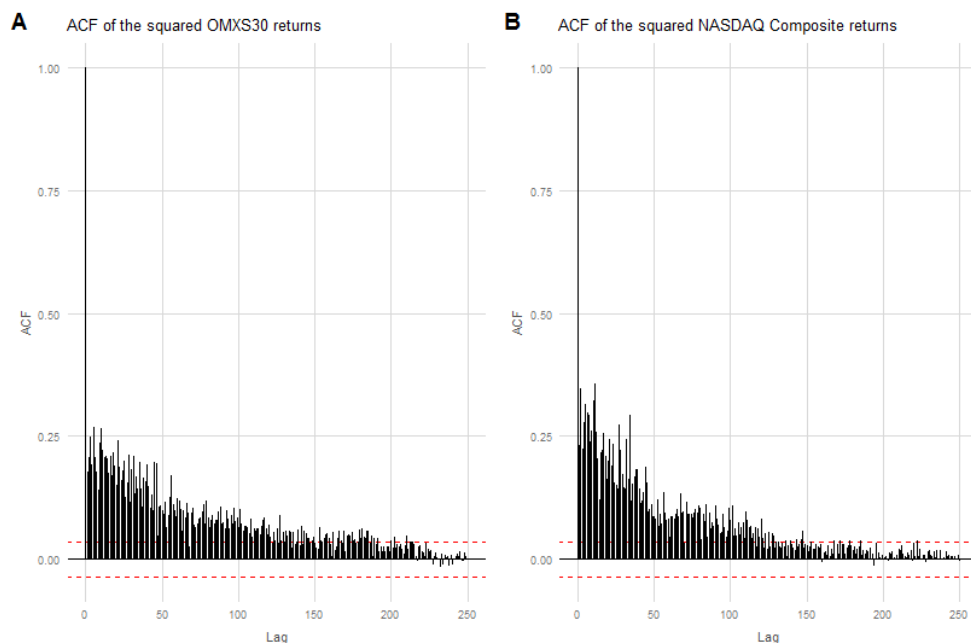 A
ACF of the squared OMXS30 returns
1.00
0.75
0.50
0.25
0.00
ACF
0
50
100
150
200
250
Lag
B
ACF of the squared NASDAQ Composite returns
1.00
0.75
0.50
0.25
0.00
ACF
0
50
100
150
200
250
Lag